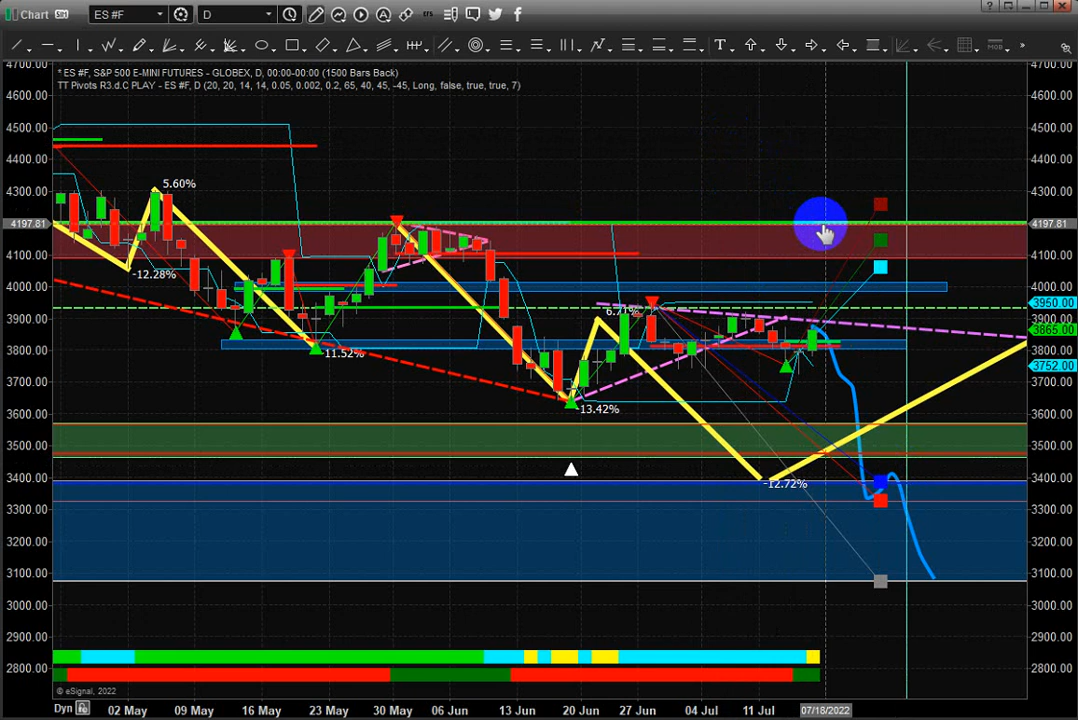 Chart
ES #F
D
efs
T
MOB
»
* ES #F, S&P 500 E-MINI FUTURES - GLOBEX, D, 00:00-00:00 (1500 Bars Back)
TT Pivots R3.d.C PLAY - ES #F, D (20, 20, 14, 14, 0.05, 0.002, 0.2, 65, 40, 45, -45, Long, false, true, true, 7)
4700.00 4700.00
4600.00 4600.00
4500.00 4500.00
4400.00 4400.00
4300.00 5.60% 4300.00
4197.81 4197.81
4100.00 4100.00
-12.28%
4000.00 4000.00
3950.00
3900.00 6.71% 3900.00
3865.00
3800.00 11.52% 3800.00
3752.00
3700.00 3700.00
3600.00 -13.42% 3600.00
3500.00 3500.00
3400.00 -12.72% 3400.00
3300.00 3300.00
3200.00 3200.00
3100.00 3100.00
3000.00 3000.00
2900.00 2900.00
2800.00 2800.00
© eSignal, 2022
Dyn 02 May 09 May 16 May 23 May 30 May 06 Jun 13 Jun 20 Jun 27 Jun 04 Jul 11 Jul 07/18/2022